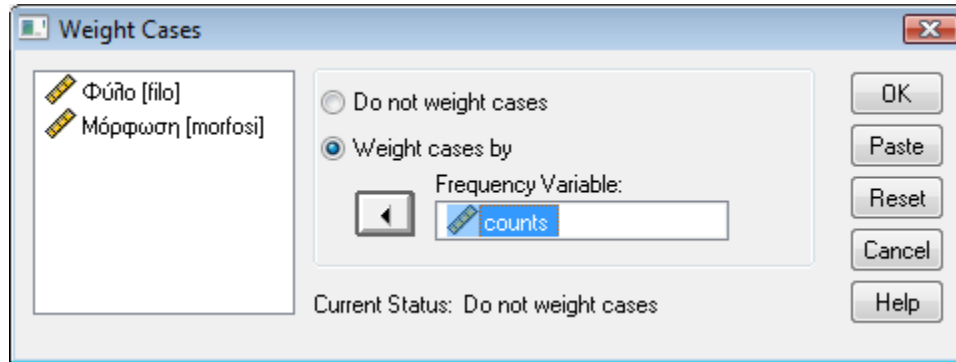 Weight Cases
Φύλο [filo]
Μόρφωση [morfosi]
Do not weight cases
Weight cases by
Frequency Variable:
counts
Current Status: Do not weight cases
OK
Paste
Reset
Cancel
Help